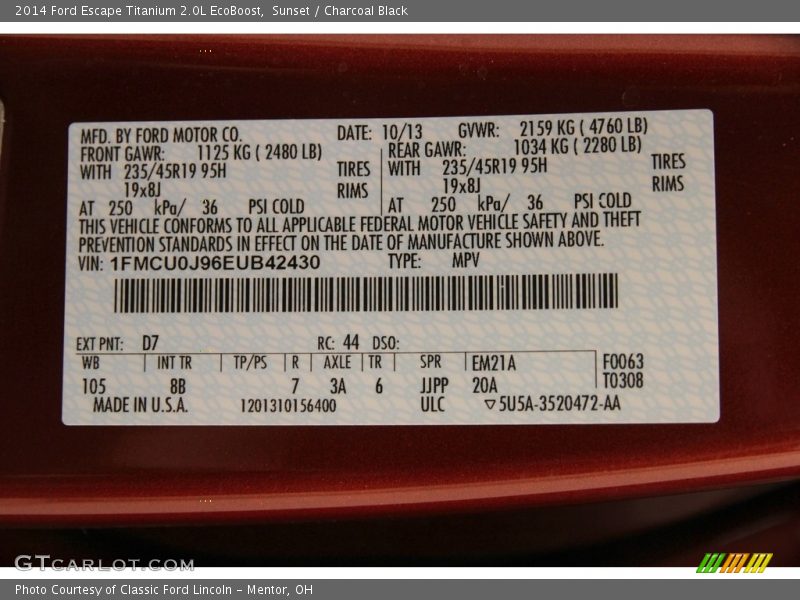 2014 Ford Escape Titanium 2.0L EcoBoost, Sunset / Charcoal Black
MFD. BY FORD MOTOR CO. DATE: 10/13 GVWR: 2159 KG ( 4760 LB)
FRONT GAWR: 1125 KG ( 2480 LB) REAR GAWR: 1034 KG ( 2280 LB)
WITH 235/45R19 95H TIRES WITH 235/45R19 95H TIRES
19x8J RIMS 19x8J RIMS
AT 250 kPa/ 36 PSI COLD AT 250 kPa/ 36 PSI COLD
THIS VEHICLE CONFORMS TO ALL APPLICABLE FEDERAL MOTOR VEHICLE SAFETY AND THEFT
PREVENTION STANDARDS IN EFFECT ON THE DATE OF MANUFACTURE SHOWN ABOVE.
VIN: 1FMCU0J96EUB42430 TYPE: MPV
EXT PNT: D7 RC: 44 DSO:
WB INT TR TP/PS R AXLE TR SPR EM21A F0063
105 8B 7 3A 6 JJPP 20A T0308
MADE IN U.S.A. 1201310156400 ULC ▽5U5A-3520472-AA
GTCARLOT.COM
Photo Courtesy of Classic Ford Lincoln - Mentor, OH